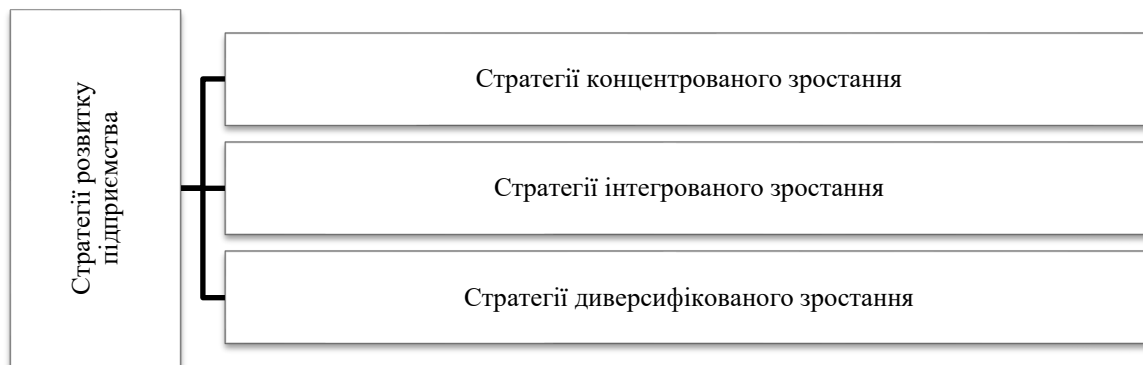 Стратегії розвитку
підприємства
Стратегії концентрованого зростання
Стратегії інтегрованого зростання
Стратегії диверсифікованого зростання